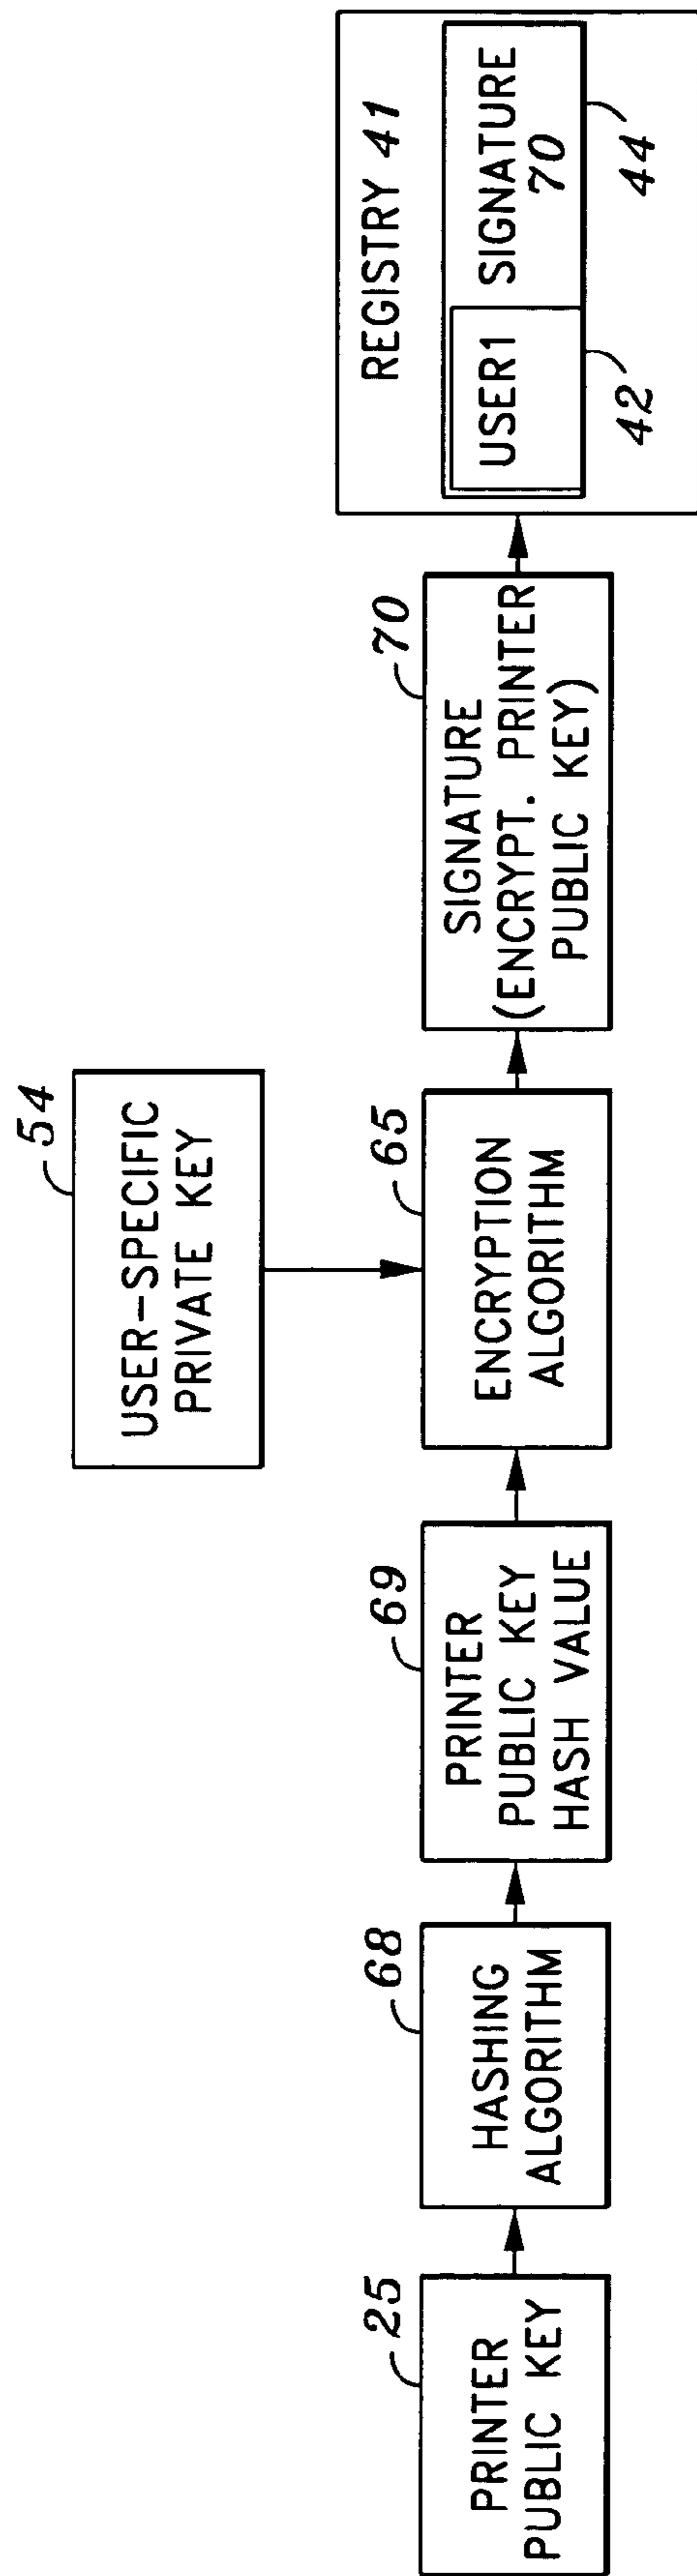 54
USER-SPECIFIC
PRIVATE KEY
25
PRINTER
PUBLIC KEY
68
HASHING
ALGORITHM
69
PRINTER
PUBLIC KEY
HASH VALUE
65
ENCRYPTION
ALGORITHM
70
SIGNATURE
(ENCRYPT. PRINTER
PUBLIC KEY)
REGISTRY 41
USER1
SIGNATURE
70
42
44